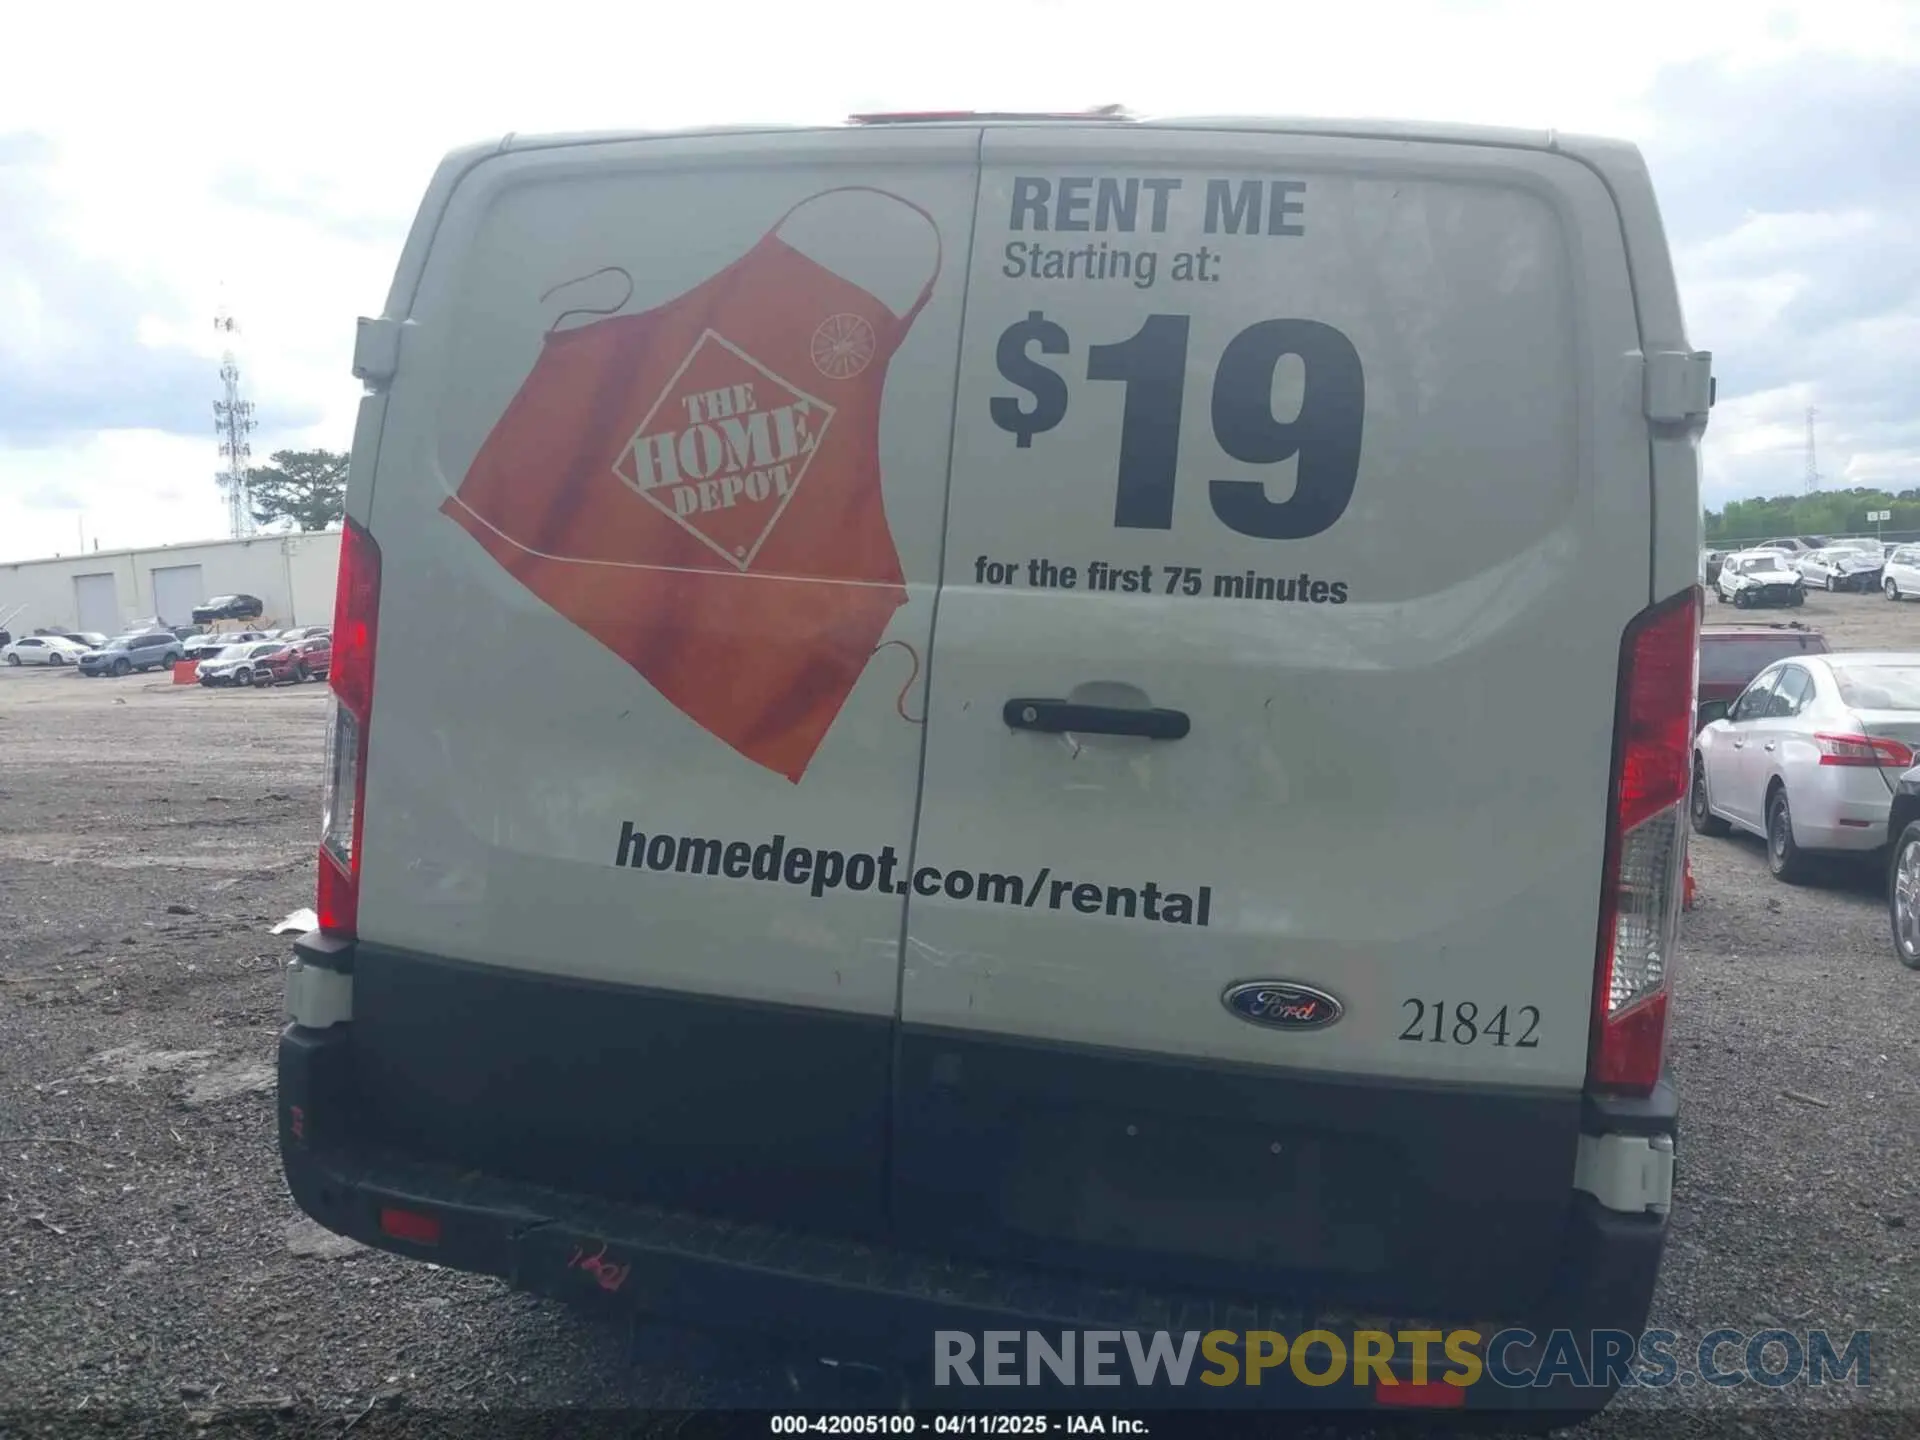 RENT ME
Starting at:
$19
for the first 75 minutes
THE
HOME
DEPOT
homedepot.com/rental
Ford
21842
RENEWSPORTSCARS.COM
000-42005100 - 04/11/2025 - IAA Inc.